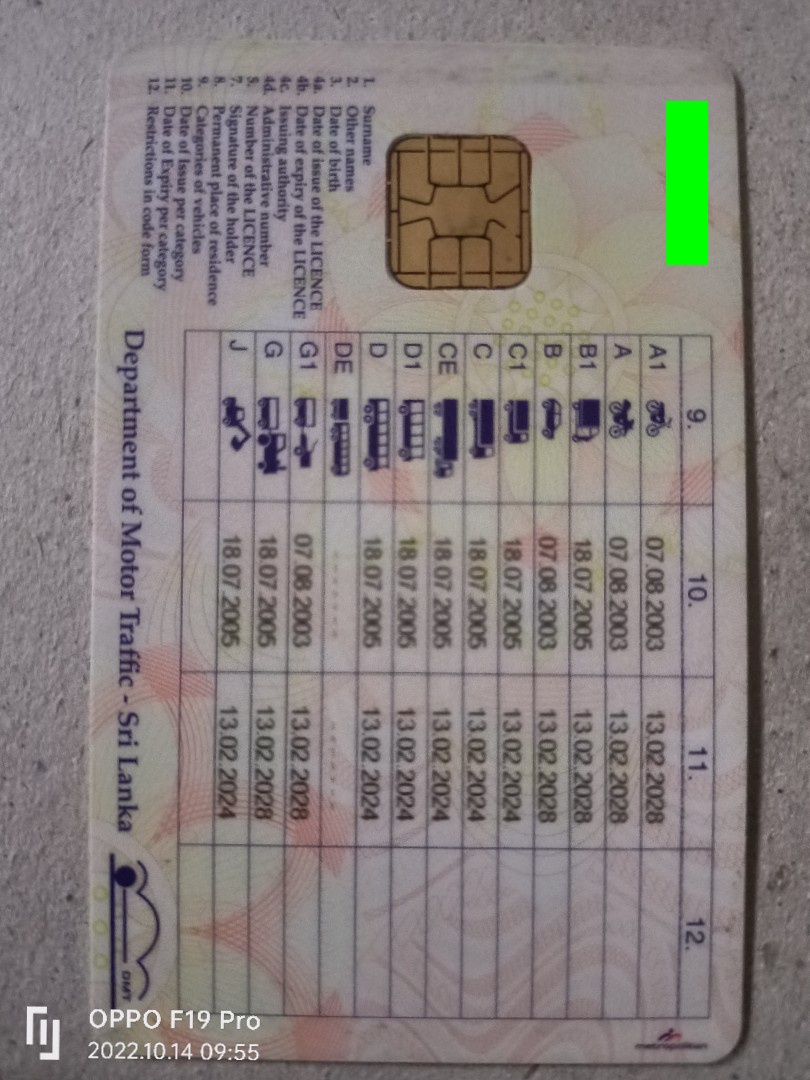 9. 10. 11. 12.
A1 07.08.2003 13.02.2028
A 07.08.2003 13.02.2028
B1 18.07.2005 13.02.2028
B 07.08.2003 13.02.2028
C1 18.07.2005 13.02.2024
C 18.07.2005 13.02.2024
CE 18.07.2005 13.02.2024
D1 18.07.2005 13.02.2024
D 18.07.2005 13.02.2024
DE
G1 07.08.2003 13.02.2028
G 18.07.2005 13.02.2028
J 18.07.2005 13.02.2024
1. Surname
2. Other names
3. Date of birth
4a. Date of issue of the LICENCE
4b. Date of expiry of the LICENCE
4c. Issuing authority
4d. Administrative number
5. Number of the LICENCE
7. Signature of the holder
8. Permanent place of residence
9. Categories of vehicles
10. Date of Issue per category
11. Date of Expiry per category
12. Restrictions in code form
Department of Motor Traffic - Sri Lanka
DMT
OPPO F19 Pro
2022.10.14 09:55